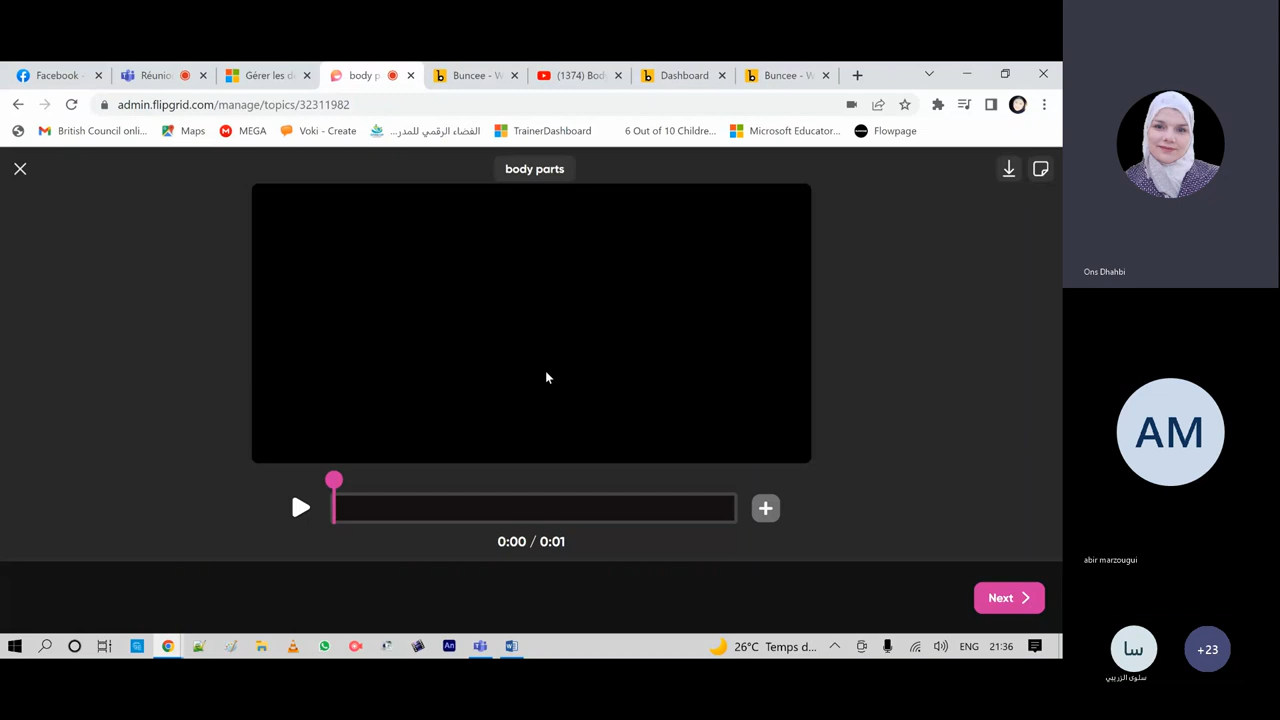 Facebook
Réunio
Gérer les de
body p
Buncee - W
(1374) Bod
Dashboard
Buncee - W
admin.flipgrid.com/manage/topics/32311982
British Council onli...
Maps
MEGA
Voki - Create
الفضاء الرقمي للمدر...
TrainerDashboard
6 Out of 10 Childre...
Microsoft Educator...
Flowpage
body parts
Ons Dhahbi
AM
0:00 / 0:01
abir marzougui
Next
26°C Temps d...
ENG
21:36
سا
+23
سلوى الزريبي